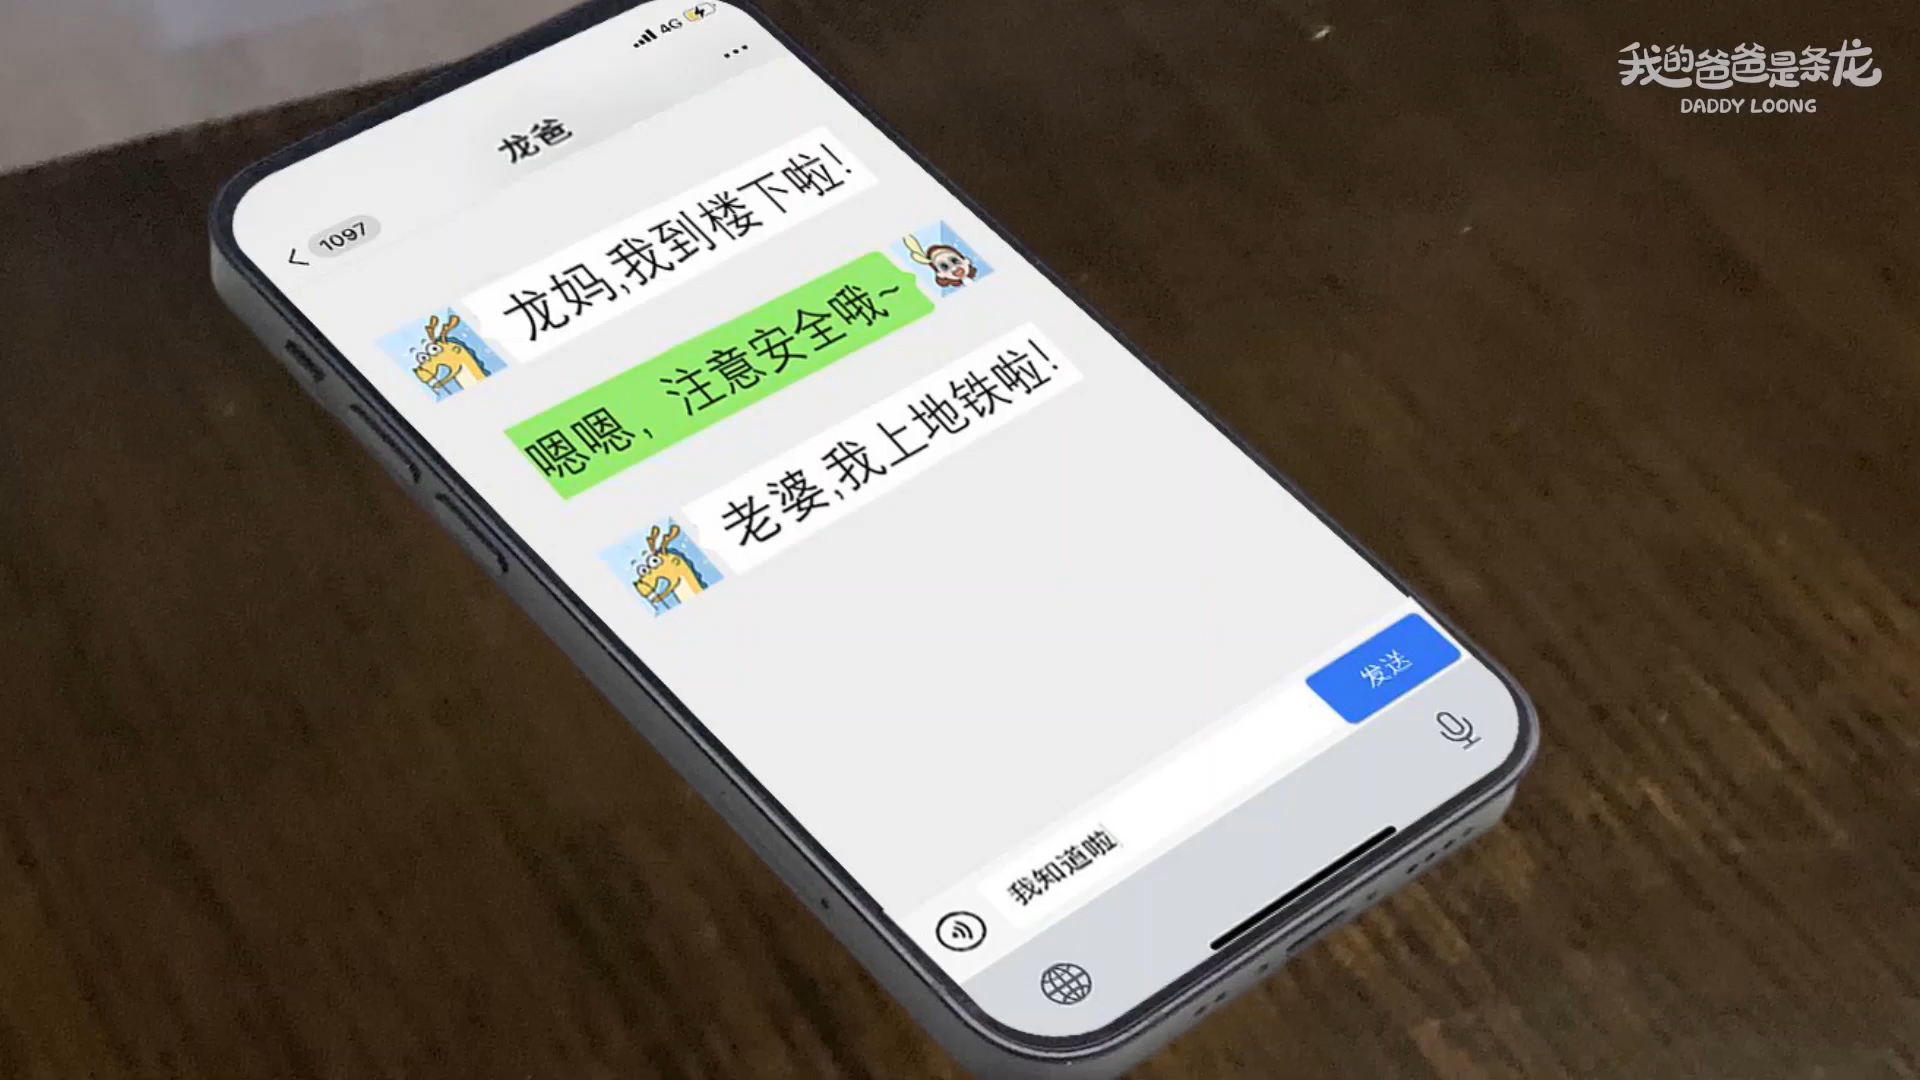 4G
龙爸
1097
龙妈,我到楼下啦!
嗯嗯，注意安全哦~
老婆,我上地铁啦!
发送
我知道啦
我的爸爸是条龙
DADDY LOONG